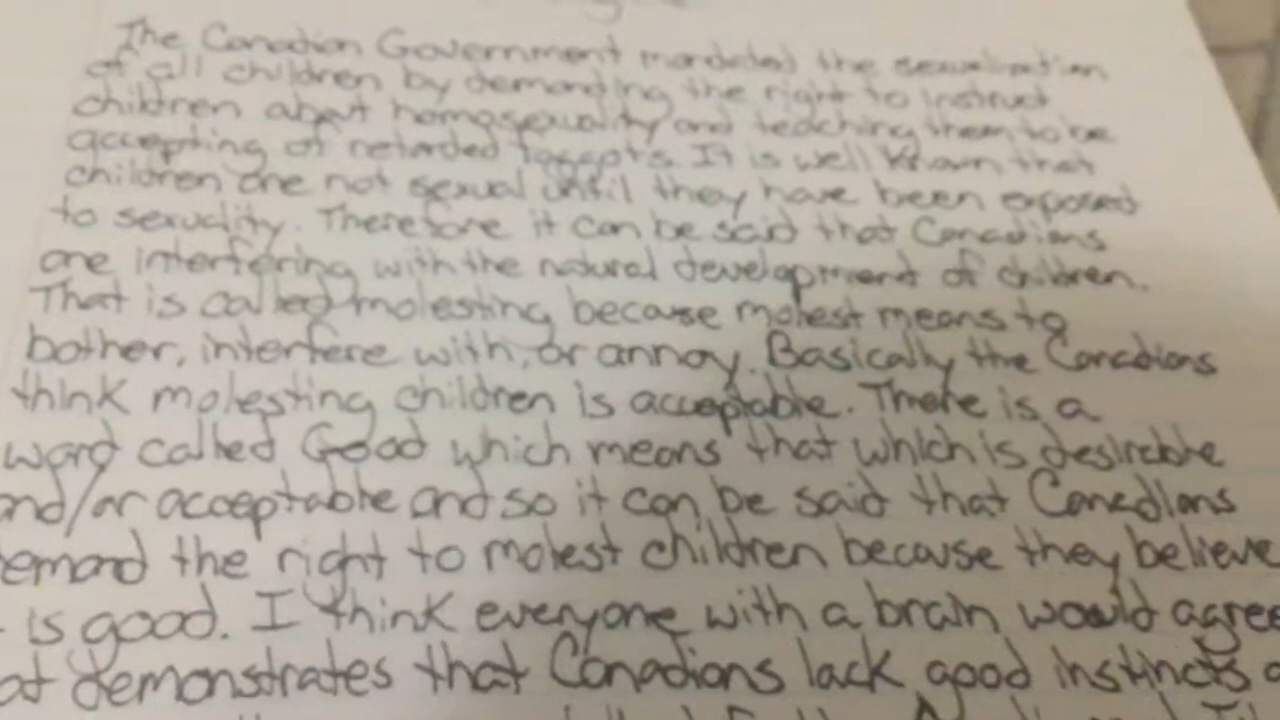 The Canadian Government mandated the sexualization
of all children by demanding the right to instruct
children about homosexuality and teaching them to be
accepting of retarded faggots. It is well known that
children are not sexual until they have been exposed
to sexuality. Therefore it can be said that Canadians
are interfering with the natural development of children.
That is called molesting because molest means to
bother, interfere with, or annoy. Basically the Canadians
think molesting children is acceptable. There is a
word called Good which means that which is desirable
and/or acceptable and so it can be said that Canadians
emand the right to molest children because they believe
is good. I think everyone with a brain would agree
at demonstrates that Canadians lack good instincts